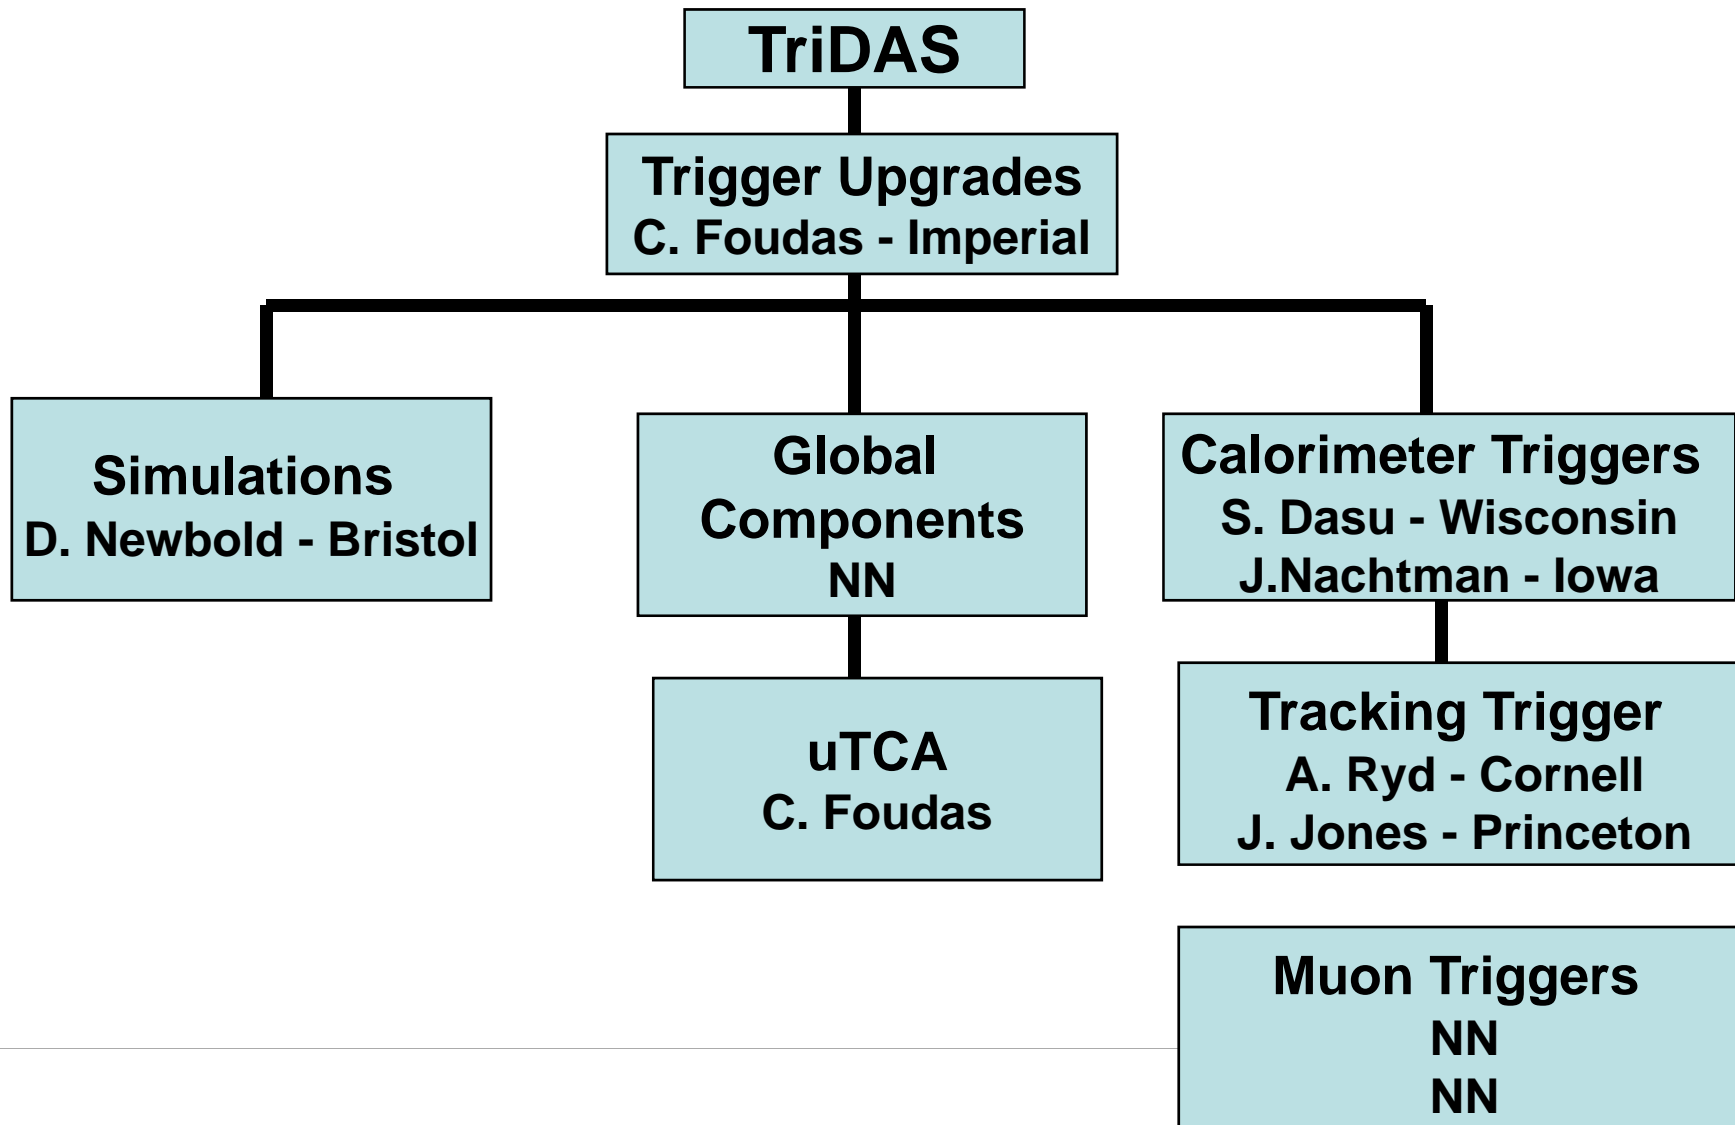 TriDAS
Trigger Upgrades
C. Foudas - Imperial
Simulations
D. Newbold - Bristol
Global
Components
NN
Calorimeter Triggers
S. Dasu - Wisconsin
J.Nachtman - Iowa
uTCA
C. Foudas
Tracking Trigger
A. Ryd - Cornell
J. Jones - Princeton
Muon Triggers
NN
NN